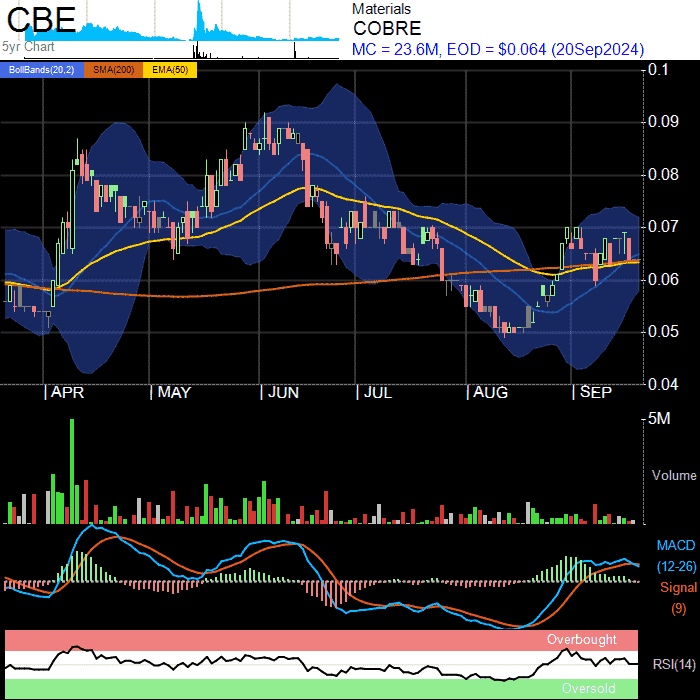 CBE
5yr Chart
Materials
COBRE
MC = 23.6M, EOD = $0.064 (20Sep2024)
BollBands(20,2) SMA(200) EMA(50)
0.1
0.09
0.08
0.07
0.06
0.05
0.04
APR MAY JUN JUL AUG SEP
5M
Volume
MACD
(12-26)
Signal
(9)
Overbought
RSI(14)
Oversold